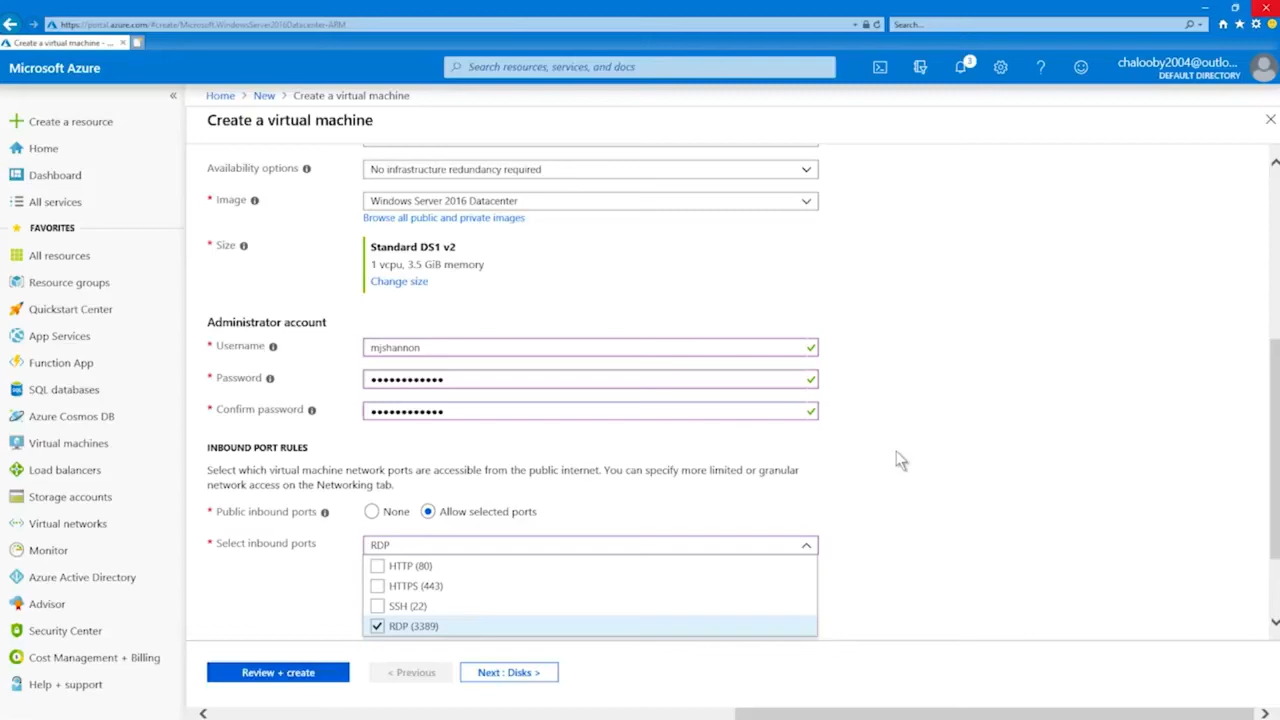 https://portal.azure.com/#create/Microsoft.WindowsServer2016Datacenter-ARM
Search...
Create a virtual machine - ...
Microsoft Azure
Search resources, services, and docs
3
chalooby2004@outlo...
DEFAULT DIRECTORY
Home > New > Create a virtual machine
Create a virtual machine
Create a resource
Home
Dashboard
All services
FAVORITES
All resources
Resource groups
Quickstart Center
App Services
Function App
SQL databases
Azure Cosmos DB
Virtual machines
Load balancers
Storage accounts
Virtual networks
Monitor
Azure Active Directory
Advisor
Security Center
Cost Management + Billing
Help + support
Availability options
No infrastructure redundancy required
* Image
Windows Server 2016 Datacenter
Browse all public and private images
* Size
Standard DS1 v2
1 vcpu, 3.5 GiB memory
Change size
Administrator account
* Username
mjshannon
* Password
●●●●●●●●●●●●
* Confirm password
●●●●●●●●●●●●
INBOUND PORT RULES
Select which virtual machine network ports are accessible from the public internet. You can specify more limited or granular
network access on the Networking tab.
* Public inbound ports
None
Allow selected ports
* Select inbound ports
RDP
HTTP (80)
HTTPS (443)
SSH (22)
RDP (3389)
Review + create
< Previous
Next : Disks >